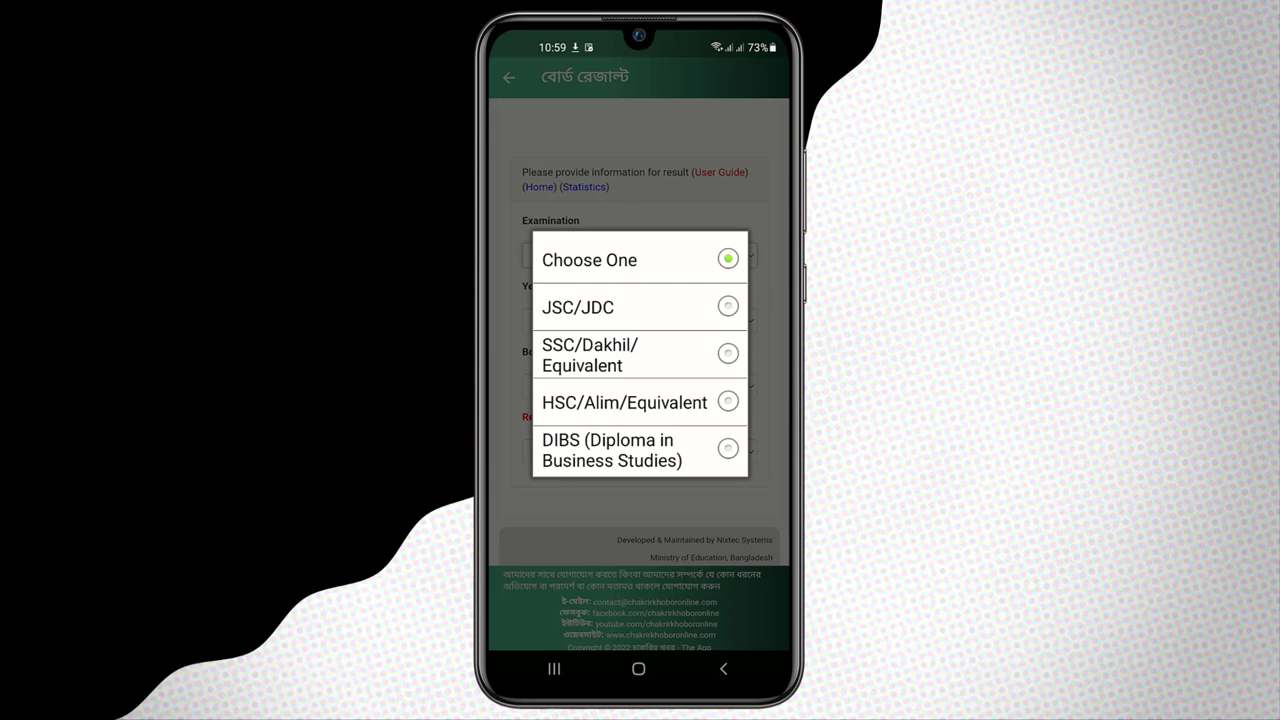 10:59
73%
বোর্ড রেজাল্ট
Please provide information for result (User Guide)
(Home) (Statistics)
Examination
Choose One
JSC/JDC
SSC/Dakhil/
Equivalent
HSC/Alim/Equivalent
DIBS (Diploma in
Business Studies)
Developed & Maintained by Nixtec Systems
Ministry of Education, Bangladesh
আমাদের সাথে যোগাযোগ করতে কিংবা আমাদের সম্পর্কে যে কোন ধরনের
অভিযোগ বা পরামর্শ বা কোন মতামত থাকলে যোগাযোগ করুন
ই-মেইল: contact@chakrirkhoboronline.com
ফেসবুক: facebook.com/chakrirkhoboronline
ইউটিউব: youtube.com/chakrirkhoboronline
ওয়েবসাইট: www.chakrirkhoboronline.com
Copyright © 2022 চাকরির খবর - The App